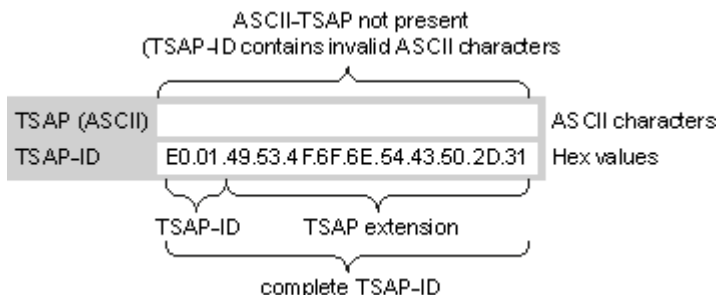 ASCII-TSAP not present
(TSAP-ID contains invalid ASCII characters
TSAP (ASCII)
ASCII characters
TSAP-ID
E0.01.49.53.4F.6F.6E.54.43.50.2D.31
Hex values
TSAP-ID
TSAP extension
complete TSAP-ID